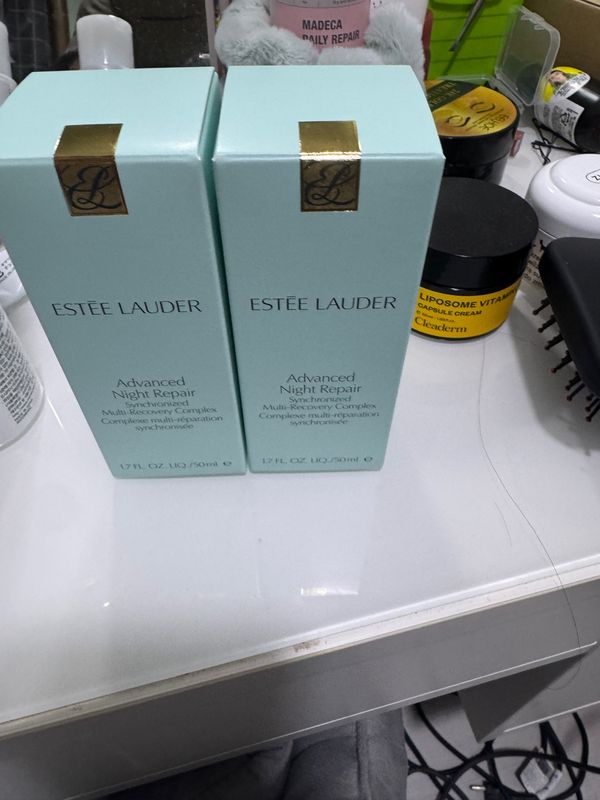 MADECA
DAILY REPAIR
ESTĒE LAUDER
Advanced
Night Repair
Synchronized
Multi-Recovery Complex
Complexe multi-réparation
synchronisée
1.7 FL. OZ. LIQ./50 ml ℮
ESTĒE LAUDER
Advanced
Night Repair
Synchronized
Multi-Recovery Complex
Complexe multi-réparation
synchronisée
1.7 FL. OZ. LIQ./50 ml ℮
LIPOSOME
CAPSULE CREAM
Cleaderm